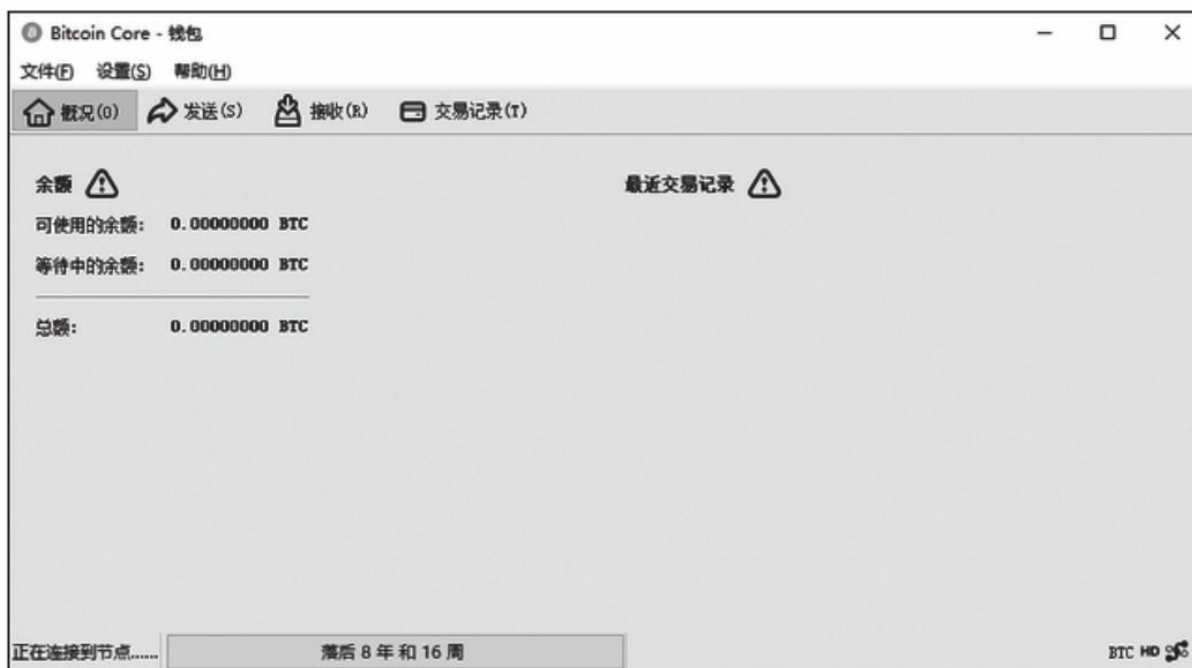 Bitcoin Core - 钱包
文件(F) 设置(S) 帮助(H)
概况(O) 发送(S) 接收(R) 交易记录(T)
余额
最近交易记录
可使用的余额: 0.00000000 BTC
等待中的余额: 0.00000000 BTC
总额: 0.00000000 BTC
正在连接到节点...... 落后 8 年 和 16 周 BTC HD